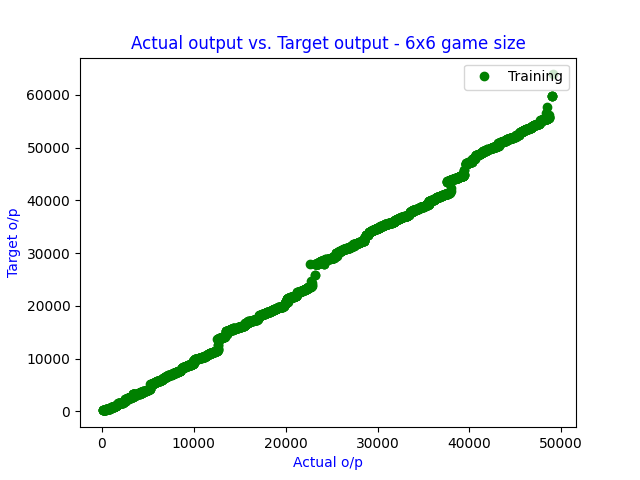 Actual output vs. Target output - 6x6 game size
Training
60000
50000
40000
30000
20000
10000
0
Target o/p
0 10000 20000 30000 40000 50000
Actual o/p